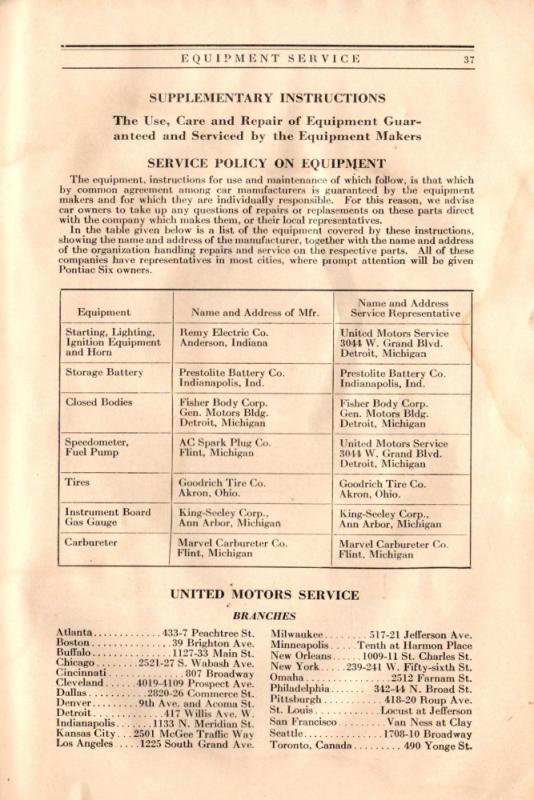 EQUIPMENT SERVICE 37
SUPPLEMENTARY INSTRUCTIONS
The Use, Care and Repair of Equipment Guar-
anteed and Serviced by the Equipment Makers
SERVICE POLICY ON EQUIPMENT
The equipment, instructions for use and maintenance of which follow, is that which
by common agreement among car manufacturers is guaranteed by the equipment
makers and for which they are individually responsible. For this reason, we advise
car owners to take up any questions of repairs or replasements on these parts direct
with the company which makes them, or their local representatives.
In the table given below is a list of the equipment covered by these instructions,
showing the name and address of the manufacturer, together with the name and address
of the organization handling repairs and service on the respective parts. All of these
companies have representatives in most cities, where prompt attention will be given
Pontiac Six owners.
Equipment Name and Address of Mfr. Name and Address
Service Representative
Starting, Lighting, Remy Electric Co. United Motors Service
Ignition Equipment Anderson, Indiana 3044 W. Grand Blvd.
and Horn Detroit, Michigan
Storage Battery Prestolite Battery Co. Prestolite Battery Co.
Indianapolis, Ind. Indianapolis, Ind.
Closed Bodies Fisher Body Corp. Fisher Body Corp.
Gen. Motors Bldg. Gen. Motors Bldg.
Detroit, Michigan Detroit, Michigan
Speedometer, AC Spark Plug Co. United Motors Service
Fuel Pump Flint, Michigan 3044 W. Grand Blvd.
Detroit, Michigan
Tires Goodrich Tire Co. Goodrich Tire Co.
Akron, Ohio. Akron, Ohio.
Instrument Board King-Seeley Corp., King-Seeley Corp.,
Gas Gauge Ann Arbor, Michigan Ann Arbor, Michigan
Carbureter Marvel Carbureter Co. Marvel Carbureter Co.
Flint, Michigan Flint, Michigan
UNITED MOTORS SERVICE
BRANCHES
Atlanta............433-7 Peachtree St.
Boston..............39 Brighton Ave.
Buffalo..............1127-33 Main St.
Chicago........2521-27 S. Wabash Ave.
Cincinnati..............807 Broadway
Cleveland.....4019-4109 Prospect Ave.
Dallas...........2820-26 Commerce St.
Denver.........9th Ave. and Acoma St.
Detroit.............417 Willis Ave. W.
Indianapolis......1133 N. Meridian St.
Kansas City...2501 McGee Traffic Way
Los Angeles.....1225 South Grand Ave.
Milwaukee........517-21 Jefferson Ave.
Minneapolis.....Tenth at Harmon Place
New Orleans.....1009-11 St. Charles St.
New York.....239-241 W. Fifty-sixth St.
Omaha...............2512 Farnam St.
Philadelphia.......342-44 N. Broad St.
Pittsburgh...........418-20 Roup Ave.
St. Louis............Locust at Jefferson
San Francisco.........Van Ness at Clay
Seattle..............1708-10 Broadway
Toronto, Canada.........490 Yonge St.